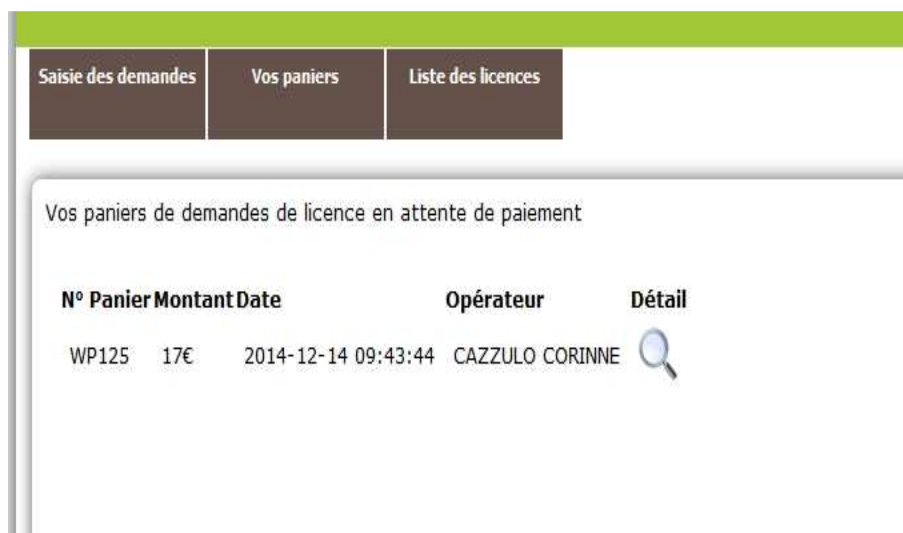 Saisie des demandes Vos paniers Liste des licences
Vos paniers de demandes de licence en attente de paiement
Nº Panier Montant Date Opérateur Détail
WP125 17€ 2014-12-14 09:43:44 CAZZULO CORINNE